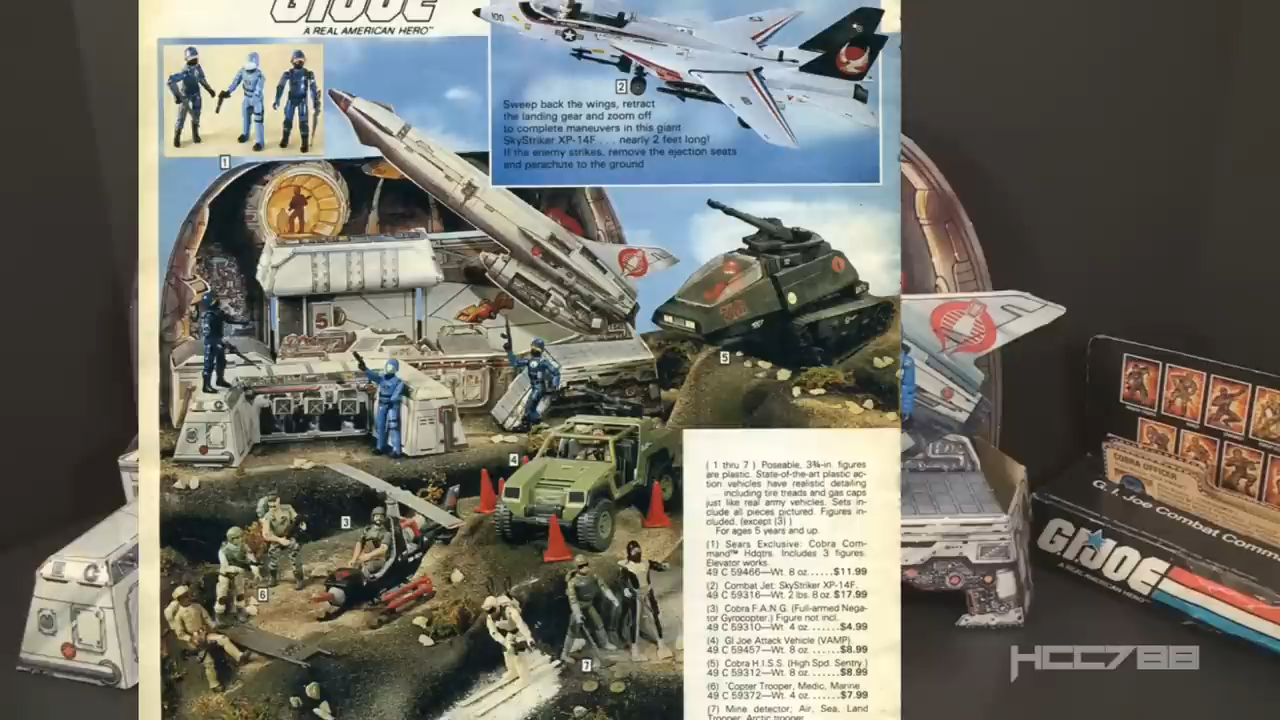 GI JOE
A REAL AMERICAN HERO™
100
2
Sweep back the wings, retract
the landing gear and zoom off
to complete maneuvers in this giant
SkyStriker XP-14F . . . nearly 2 feet long!
If the enemy strikes, remove the ejection seats
and parachute to the ground
1
5
5
4
3
6
7
( 1 thru 7 ) Poseable, 3¾-in. figures
are plastic. State-of-the-art plastic ac-
tion vehicles have realistic detailing
including tire treads and gas caps
just like real army vehicles. Sets in-
clude all pieces pictured. Figures in-
cluded, (except (3) )
For ages 5 years and up.
(1) Sears Exclusive: Cobra Com-
mand™ Hdqtrs. Includes 3 figures.
Elevator works.
49 C 59466—Wt. 8 oz. .....$11.99
(2) Combat Jet: SkyStriker XP-14F.
49 C 59316—Wt. 2 lbs. 8 oz. $17.99
(3) Cobra F.A.N.G. (Full-armed Nega-
tor Gyrocopter.) Figure not incl.
49 C 59310—Wt. 4 oz. .......$4.99
(4) GI Joe Attack Vehicle (VAMP)
49 C 59457—Wt. 8 oz. ......$8.99
(5) Cobra H.I.S.S. (High Spd. Sentry.)
49 C 59312—Wt. 8 oz. ......$8.99
(6) 'Copter Trooper, Medic, Marine
49 C 59372—Wt. 4 oz. ......$7.99
(7) Mine detector; Air, Sea, Land
Trooper, Arctic trooper
COBRA OFFICER
G. I. Joe Combat Comm
GI JOE
A REAL AMERICAN HERO
HCC788